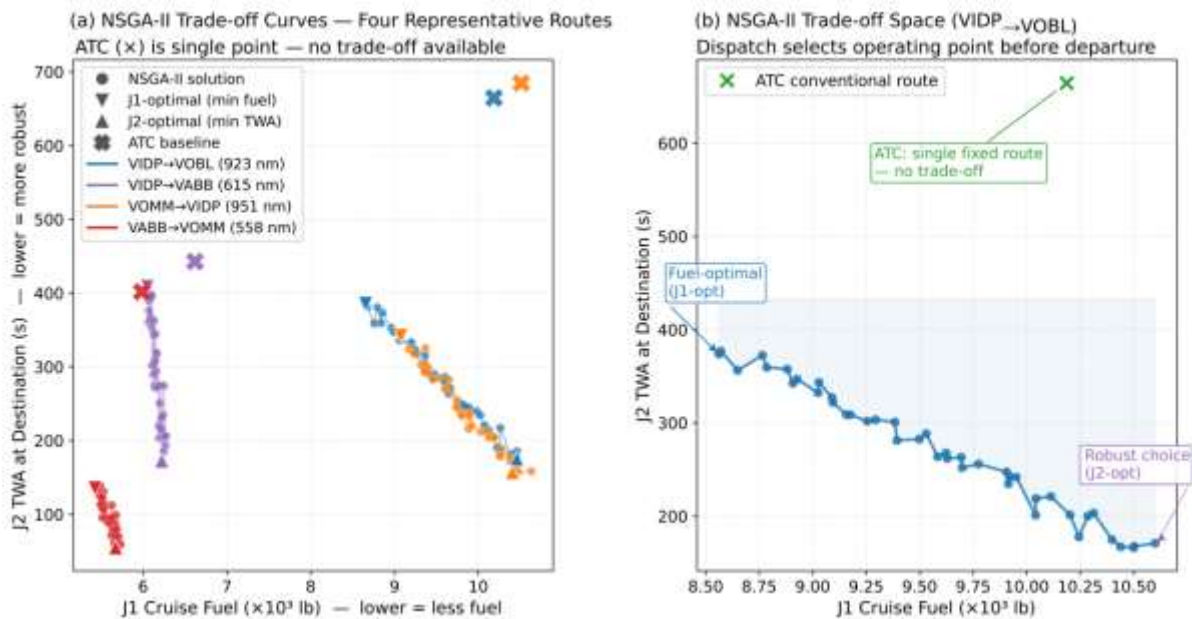 (a) NSGA-II Trade-off Curves — Four Representative Routes
ATC (×) is single point — no trade-off available
700
600
500
400
300
200
100
J2 TWA at Destination (s) — lower = more robust
NSGA-II solution
J1-optimal (min fuel)
J2-optimal (min TWA)
ATC baseline
VIDP→VOBL (923 nm)
VIDP→VABB (615 nm)
VOMM→VIDP (951 nm)
VABB→VOMM (558 nm)
6 7 8 9 10
J1 Cruise Fuel (×10³ lb) — lower = less fuel
(b) NSGA-II Trade-off Space (VIDP→VOBL)
Dispatch selects operating point before departure
600
500
400
300
200
J2 TWA at Destination (s)
ATC conventional route
ATC: single fixed route
— no trade-off
Fuel-optimal
(J1-opt)
Robust choice
(J2-opt)
8.50 8.75 9.00 9.25 9.50 9.75 10.00 10.25 10.50
J1 Cruise Fuel (×10³ lb)